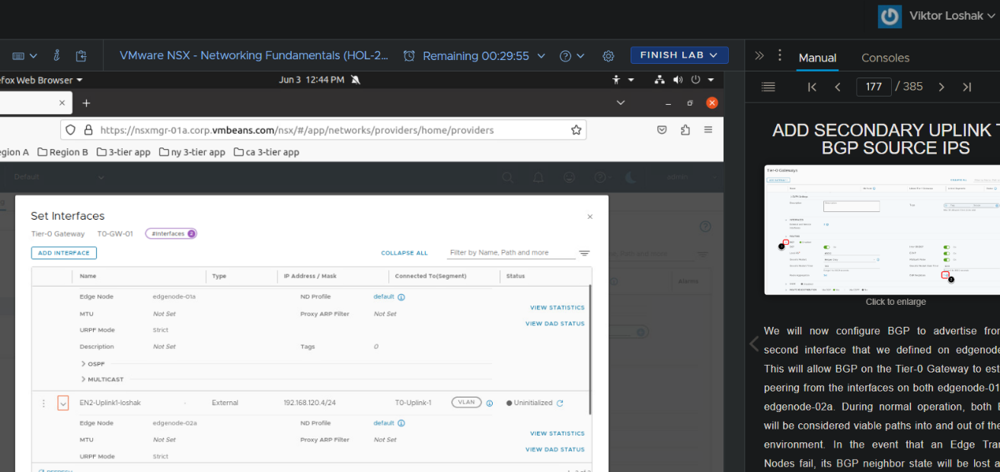 Viktor Loshak
VMware NSX - Networking Fundamentals (HOL-2...
Remaining 00:29:55
FINISH LAB
Manual
Consoles
efox Web Browser
Jun 3 12:44 PM
177 / 385
https://nsxmgr-01a.corp.vmbeans.com/nsx/#/app/networks/providers/home/providers
egion A
Region B
3-tier app
ny 3-tier app
ca 3-tier app
Default
admin
ADD SECONDARY UPLINK T
BGP SOURCE IPS
Tier-0 Gateways
Click to enlarge
Set Interfaces
Tier-0 Gateway T0-GW-01 #Interfaces 2
ADD INTERFACE
COLLAPSE ALL
Filter by Name, Path and more
Alarms
Name Type IP Address / Mask Connected To(Segment) Status
Edge Node edgenode-01a ND Profile default
MTU Not Set Proxy ARP Filter Not Set
VIEW STATISTICS
URPF Mode Strict
VIEW DAD STATUS
Description Not Set Tags 0
OSPF
MULTICAST
EN2-Uplink1-loshak External 192.168.120.4/24 T0-Uplink-1 VLAN Uninitialized
Edge Node edgenode-02a ND Profile default
MTU Not Set Proxy ARP Filter Not Set
VIEW STATISTICS
URPF Mode Strict
VIEW DAD STATUS
REFRESH
We will now configure BGP to advertise fro
second interface that we defined on edgenode
This will allow BGP on the Tier-0 Gateway to est
peering from the interfaces on both edgenode-01
edgenode-02a. During normal operation, both
will be considered viable paths into and out of the
environment. In the event that an Edge Tra
Nodes fail, its BGP neighbor state will be lost a